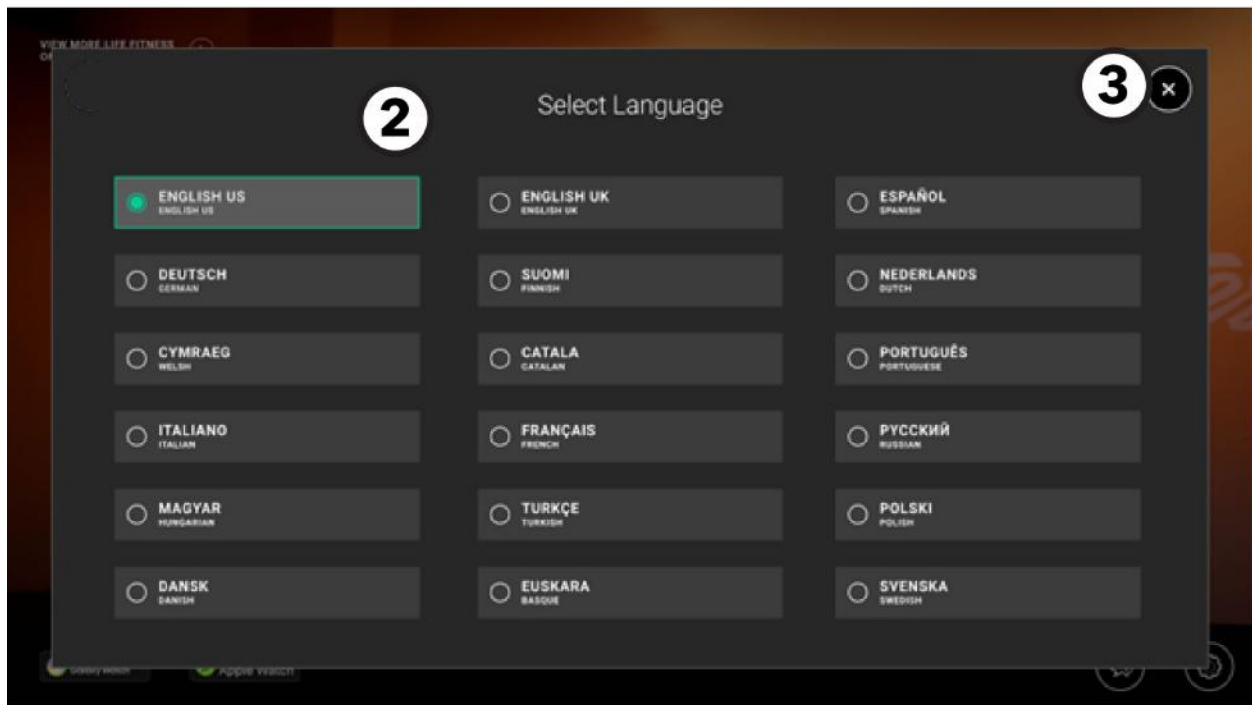 VIEW MORE LIFE FITNESS
2
Select Language
3
ENGLISH US
ENGLISH US
ENGLISH UK
ENGLISH UK
ESPAÑOL
SPANISH
DEUTSCH
GERMAN
SUOMI
FINNISH
NEDERLANDS
DUTCH
CYMRAEG
WELSH
CATALA
CATALAN
PORTUGUÊS
PORTUGUESE
ITALIANO
ITALIAN
FRANÇAIS
FRENCH
РУССКИЙ
RUSSIAN
MAGYAR
HUNGARIAN
TURKÇE
TURKISH
POLSKI
POLISH
DANSK
DANISH
EUSKARA
BASQUE
SVENSKA
SWEDISH
Galaxy Watch
Apple Watch